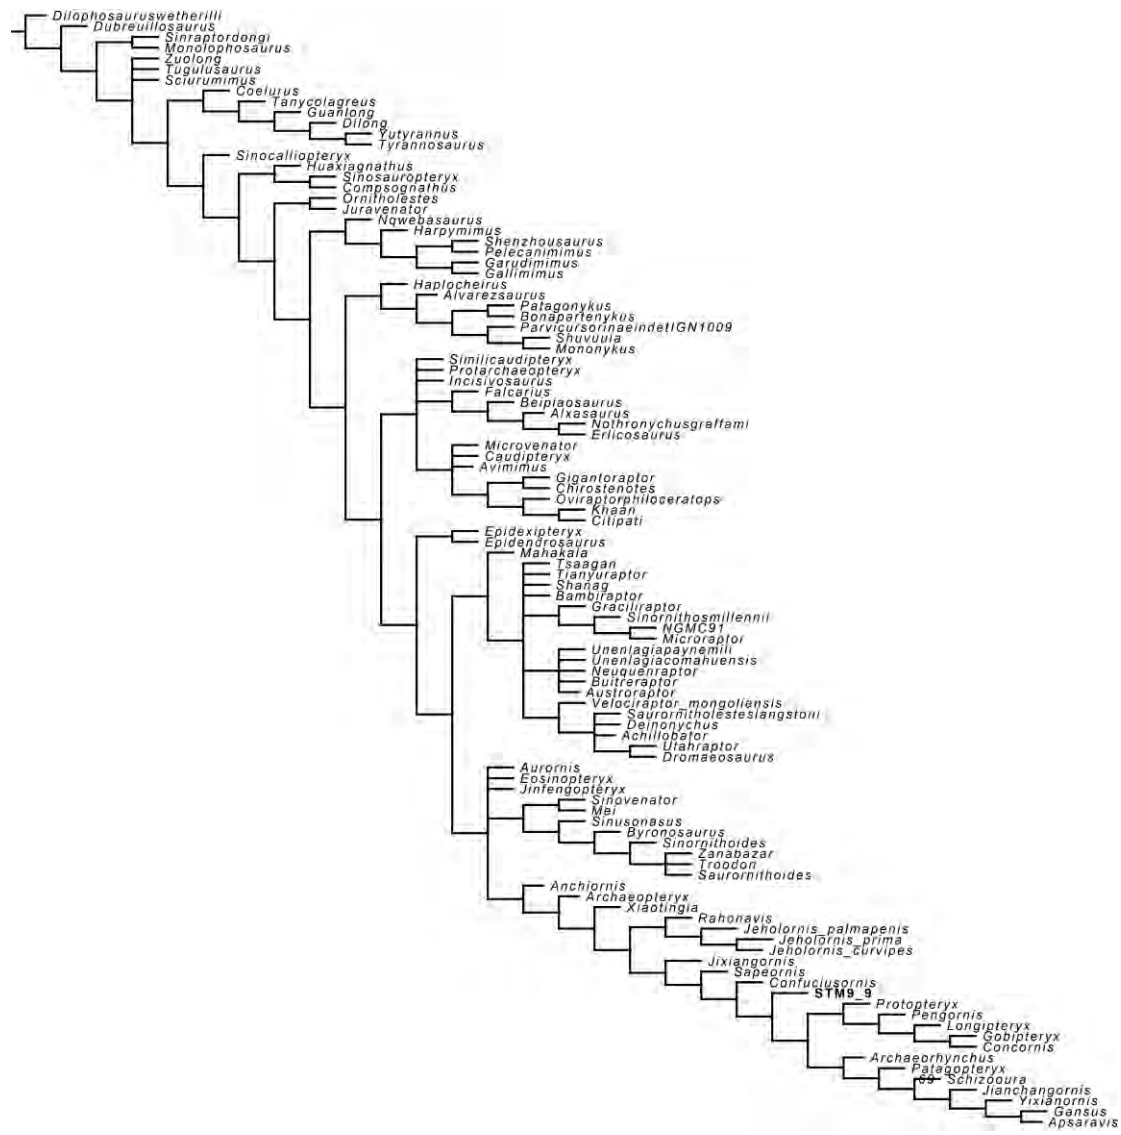 Dilophosauruswetherilli
Dubreuillosaurus
Sinraptordongi
Monolophosaurus
Zuolong
Tugulusaurus
Sciurumimus
Coelurus
Tanycolagreus
Guanlong
Dilong
Yutyrannus
Tyrannosaurus
Sinocalliopteryx
Huaxiagnathus
Sinosauropteryx
Compsognathus
Ornitholestes
Juravenator
Nqwebasaurus
Harpymimus
Shenzhousaurus
Pelecanimimus
Garudimimus
Gallimimus
Haplocheirus
Alvarezsaurus
Patagonykus
Bonapartenykus
ParvicursorinaeindetIGN1009
Shuvuuia
Mononykus
Similicaudipteryx
Protarchaeopteryx
Incisivosaurus
Falcarius
Beipiaosaurus
Alxasaurus
Nothronychusgraffami
Erlicosaurus
Microvenator
Caudipteryx
Avimimus
Gigantoraptor
Chirostenotes
Oviraptorphiloceratops
Khaan
Citipati
Epidexipteryx
Epidendrosaurus
Mahakala
Tsaagan
Tianyuraptor
Shanag
Bambiraptor
Graciliraptor
Sinornithosmillennii
NGMC91
Microraptor
Unenlagiapaynemili
Unenlagiacomahuensis
Neuquenraptor
Buitreraptor
Austroraptor
Velociraptor_mongoliensis
Saurornitholesteslangstoni
Deinonychus
Achillobator
Utahraptor
Dromaeosaurus
Aurornis
Eosinopteryx
Jinfengopteryx
Sinovenator
Mei
Sinusonasus
Byronosaurus
Sinornithoides
Zanabazar
Troodon
Saurornithoides
Anchiornis
Archaeopteryx
Xiaotingia
Rahonavis
Jeholornis_palmapenis
Jeholornis_prima
Jeholornis_curvipes
Jixiangornis
Sapeornis
Confuciusornis
STM9_9
Protopteryx
Pengornis
Longipteryx
Gobipteryx
Concornis
Archaeorhynchus
Patagopteryx
69 Schizooura
Jianchangornis
Yixianornis
Gansus
Apsaravis